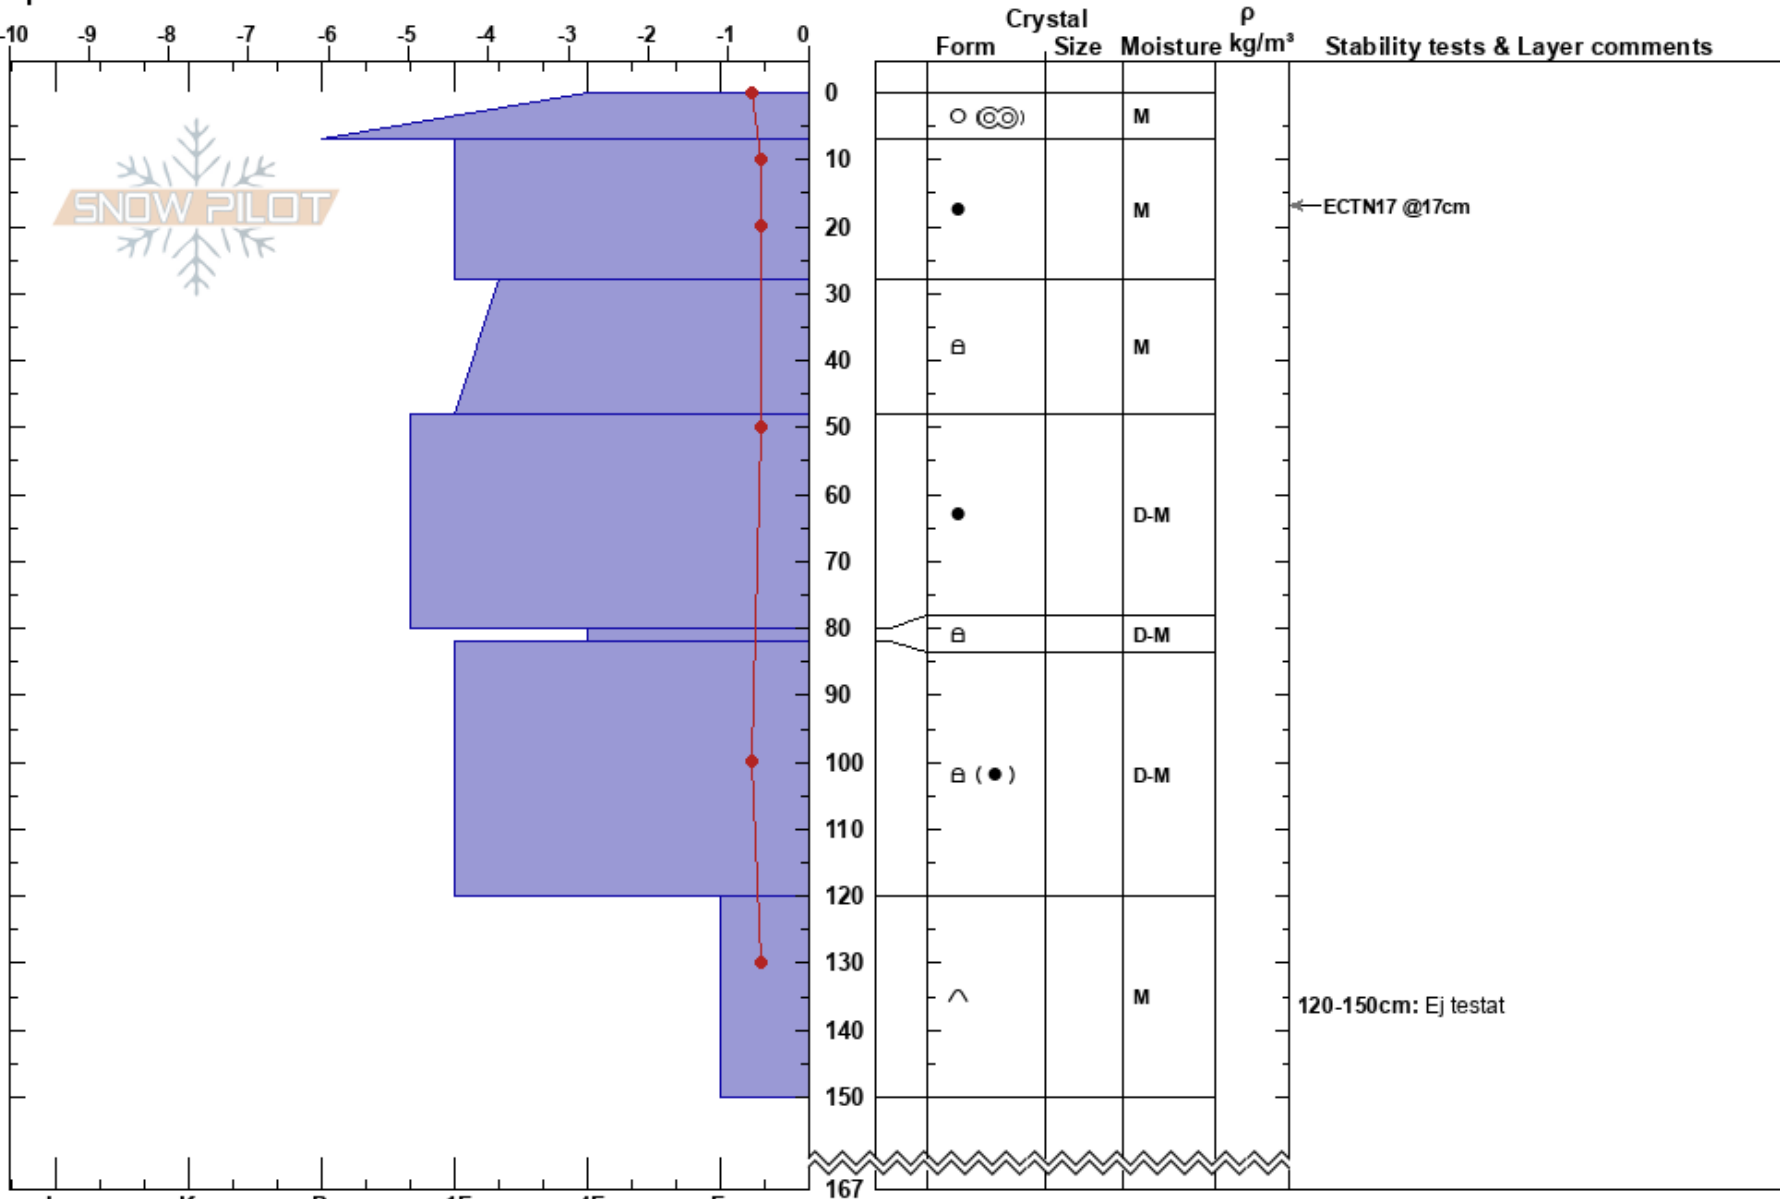 Crystal ρ
-10 -9 -8 -7 -6 -5 -4 -3 -2 -1 0 Form Size Moisture kg/m³ Stability tests & Layer comments
0 M
SNOW PILOT
10
M ECTN17 @17cm
20
30
M
40
50
60
D-M
70
80 D-M
90
100 D-M
110
120
130
M 120-150cm: Ej testat
140
150
167